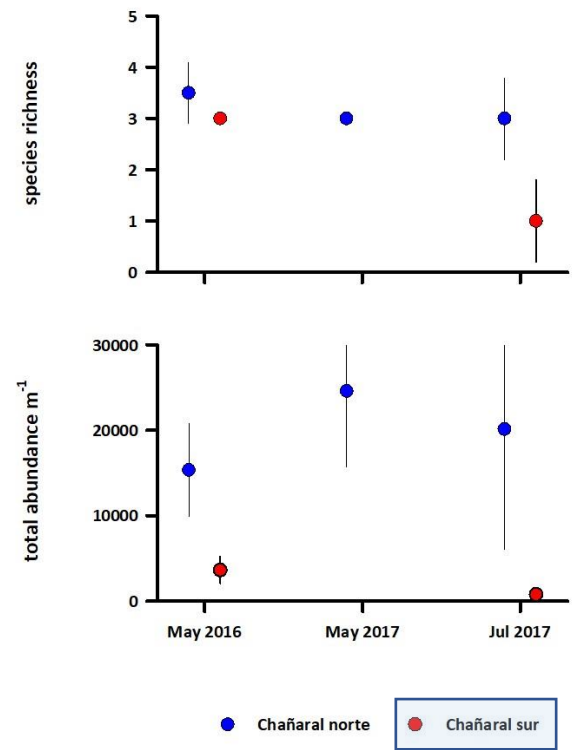 species richness
5
4
3
2
1
0
total abundance m⁻¹
30000
20000
10000
0
May 2016 May 2017 Jul 2017
Chañaral norte Chañaral sur